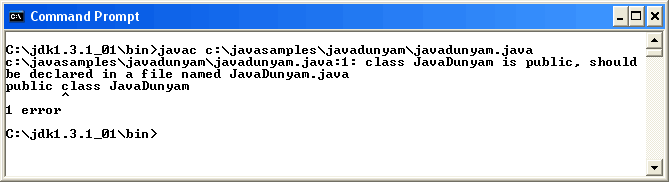 Command Prompt
C:\jdk1.3.1_01\bin>javac c:\javasamples\javadunyam\javadunyam.java
c:\javasamples\javadunyam\javadunyam.java:1: class JavaDunyam is public, should
be declared in a file named JavaDunyam.java
public class JavaDunyam
       ^
1 error
C:\jdk1.3.1_01\bin>